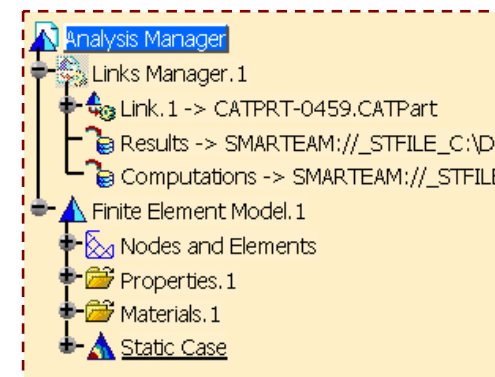 Analysis Manager
Links Manager.1
Link.1 -> CATPRT-0459.CATPart
Results -> SMARTEAM://_STFILE_C:\D
Computations -> SMARTEAM://_STFILE
Finite Element Model.1
Nodes and Elements
Properties.1
Materials.1
Static Case